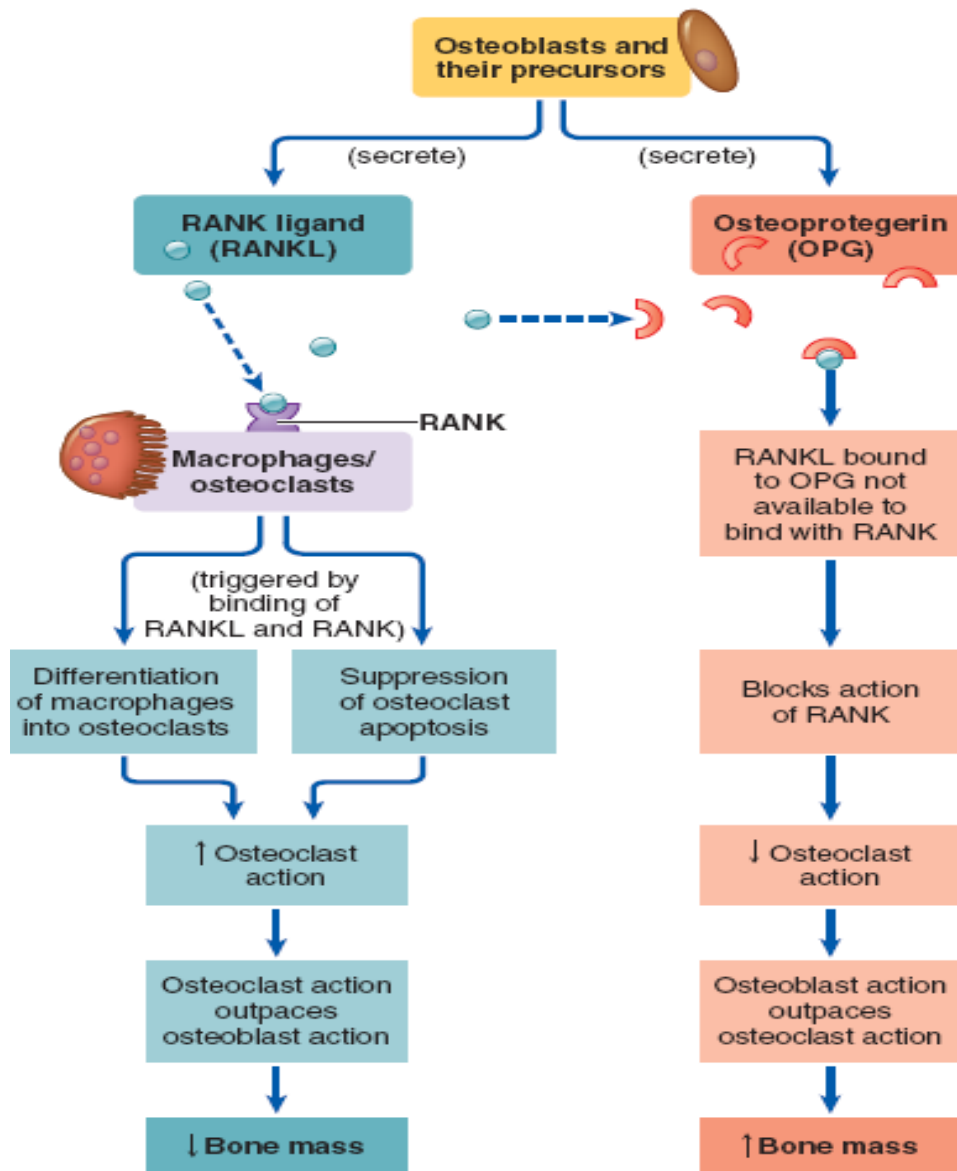 Osteoblasts and
their precursors
(secrete)
(secrete)
RANK ligand
(RANKL)
Osteoprotegerin
(OPG)
RANK
Macrophages/
osteoclasts
RANKL bound
to OPG not
available to
bind with RANK
(triggered by
binding of
RANKL and RANK)
Differentiation
of macrophages
into osteoclasts
Suppression
of osteoclast
apoptosis
Blocks action
of RANK
↑ Osteoclast
action
↓ Osteoclast
action
Osteoclast action
outpaces
osteoblast action
Osteoblast action
outpaces
osteoclast action
↓ Bone mass
↑ Bone mass